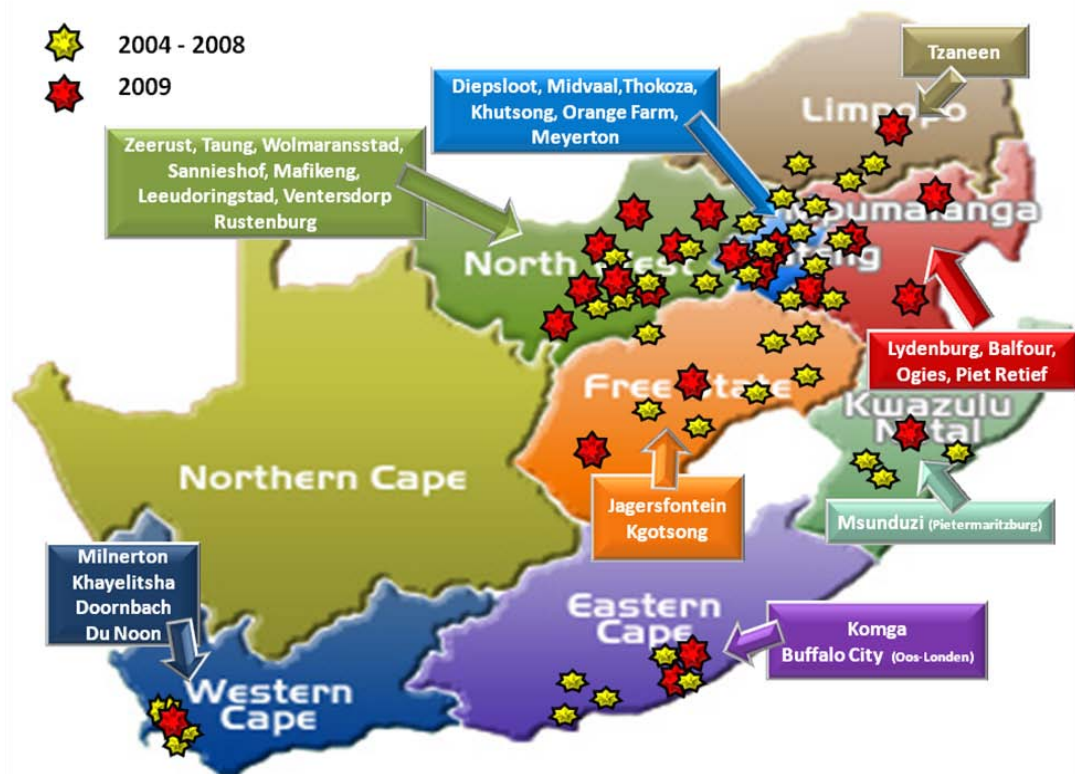 2004 - 2008
2009
Tzaneen
Diepsloot, Midvaal,Thokoza,
Khutsong, Orange Farm,
Meyerton
Limpopo
Zeerust, Taung, Wolmaransstad,
Sannieshof, Mafikeng,
Leeudoringstad, Ventersdorp
Rustenburg
North West
Lydenburg, Balfour,
Ogies, Piet Retief
Free State
Kwazulu
Natal
Northern Cape
Jagersfontein
Kgotsong
Msunduzi (Pietermaritzburg)
Milnerton
Khayelitsha
Doornbach
Du Noon
Eastern
Cape
Komga
Buffalo City (Oos-Londen)
Western
Cape